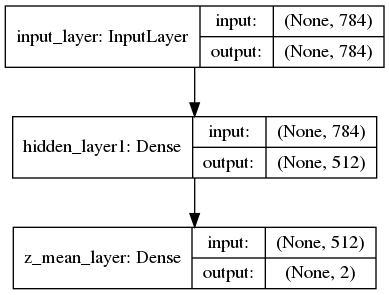 input_layer: InputLayer
input: (None, 784)
output: (None, 784)
hidden_layer1: Dense
input: (None, 784)
output: (None, 512)
z_mean_layer: Dense
input: (None, 512)
output: (None, 2)